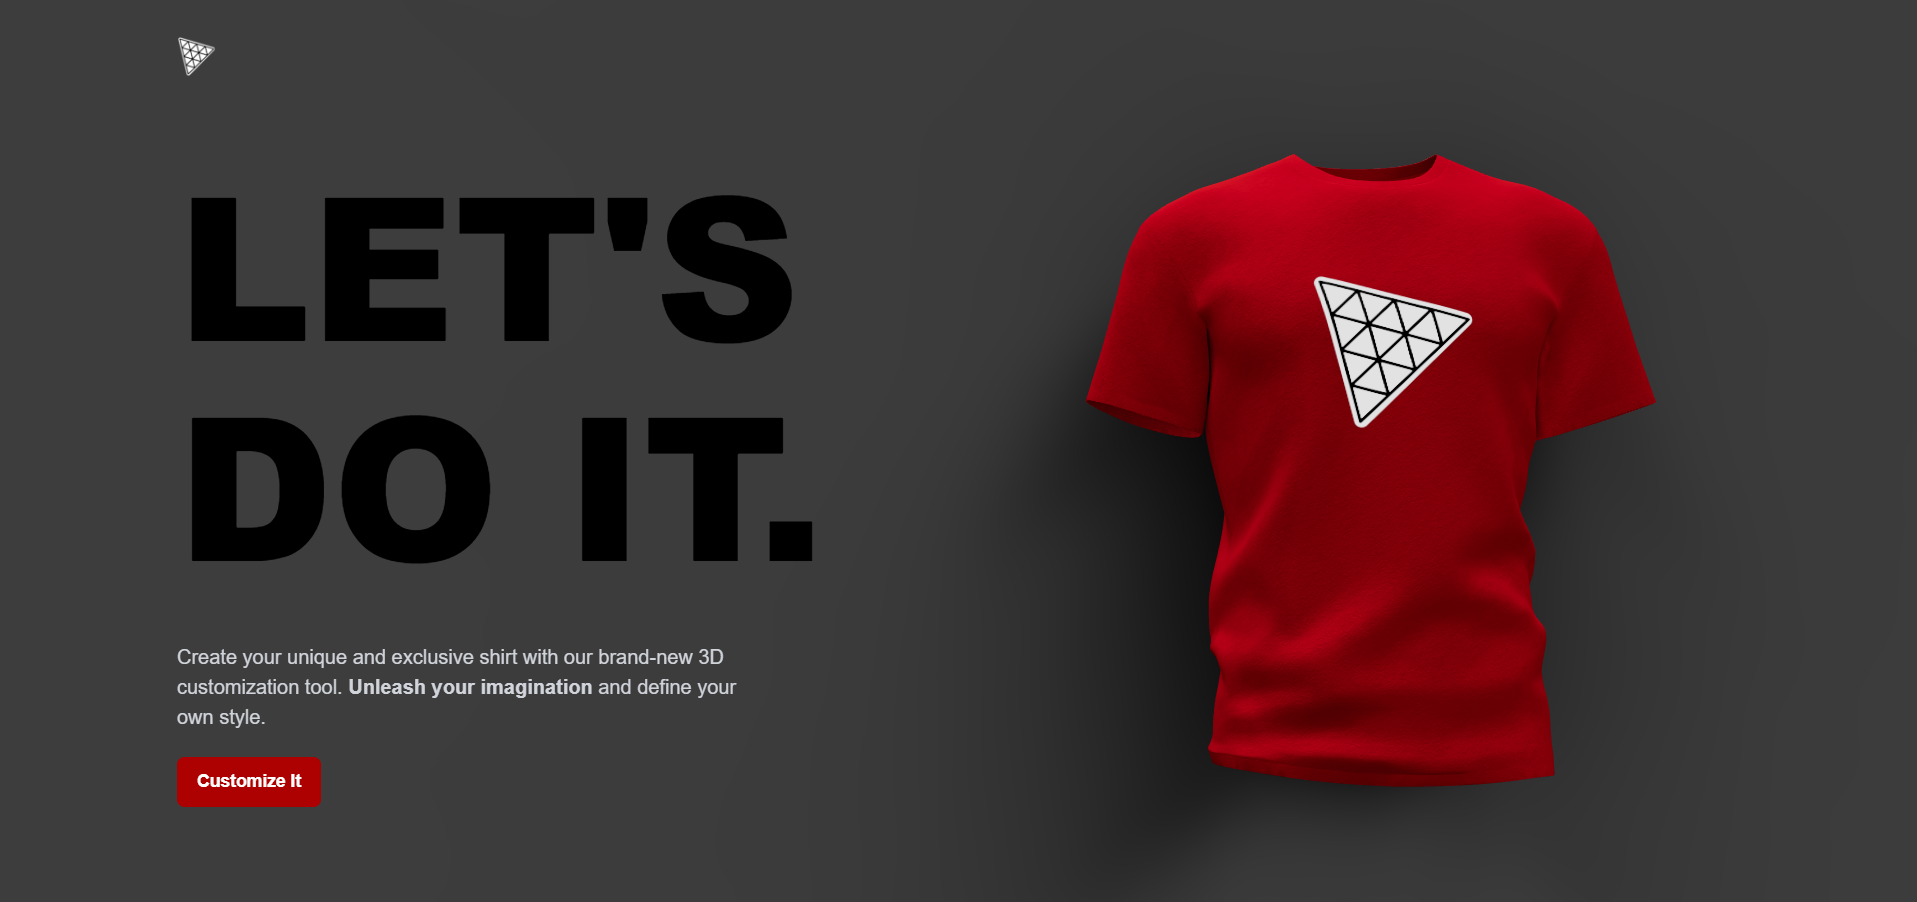 LET'S
DO IT.
Create your unique and exclusive shirt with our brand-new 3D
customization tool. Unleash your imagination and define your
own style.
Customize It